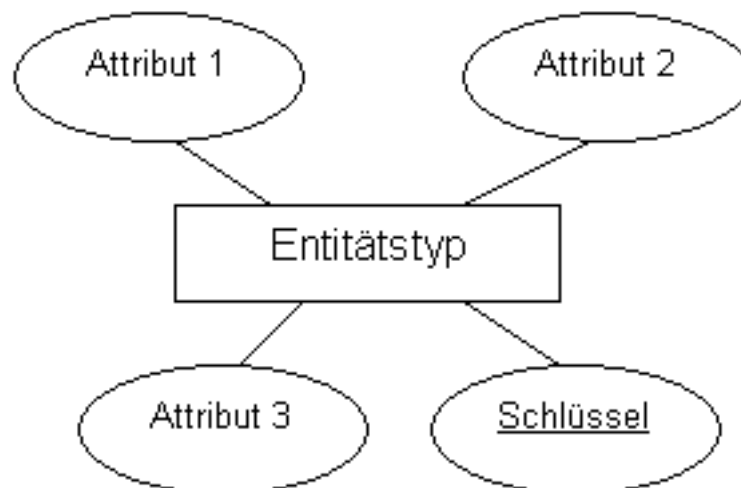 Attribut 1
Attribut 2
Entitätstyp
Attribut 3
Schlüssel